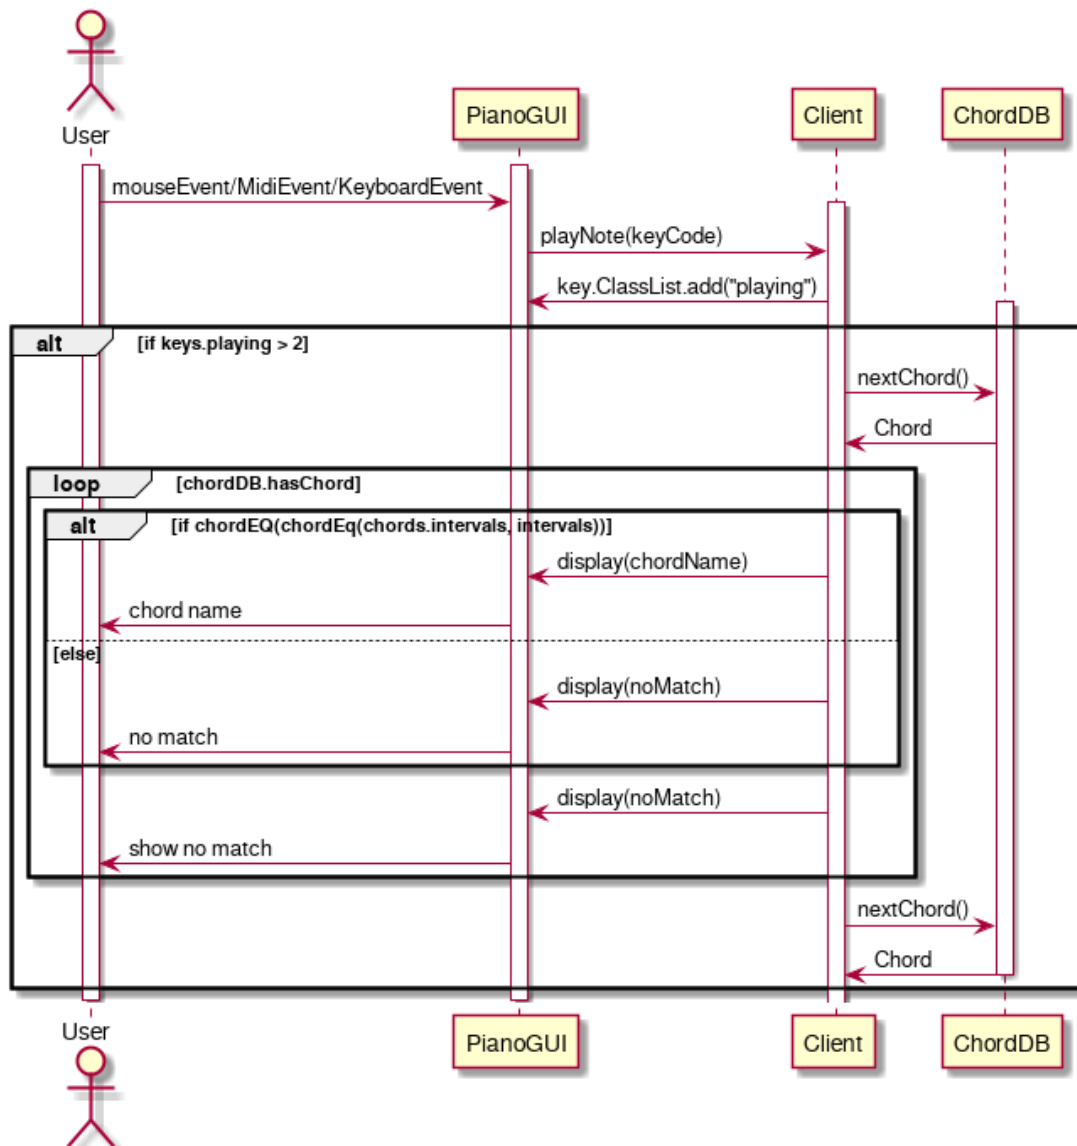 User
PianoGUI
Client
ChordDB
mouseEvent/MidiEvent/KeyboardEvent
playNote(keyCode)
key.ClassList.add("playing")
alt
[if keys.playing > 2]
nextChord()
Chord
loop
[chordDB.hasChord]
alt
[if chordEQ(chordEq(chords.intervals, intervals))]
display(chordName)
chord name
[else]
display(noMatch)
no match
display(noMatch)
show no match
nextChord()
Chord
User
PianoGUI
Client
ChordDB